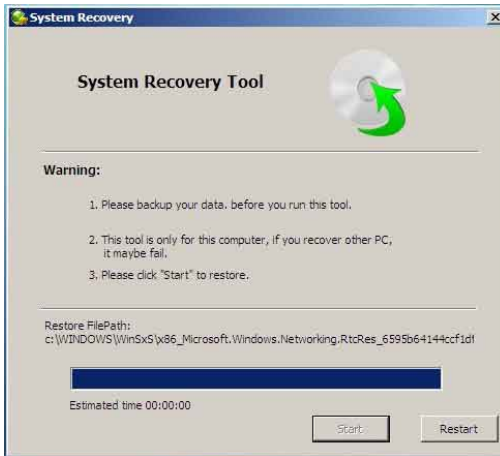 System Recovery
System Recovery Tool
Warning:
1. Please backup your data. before you run this tool.
2. This tool is only for this computer, if you recover other PC,
it maybe fail.
3. Please click "Start" to restore.
Restore FilePath:
c:\WINDOWS\WinSxS\x86_Microsoft.Windows.Networking.RtcRes_6595b64144ccf1df
Estimated time 00:00:00
Start
Restart